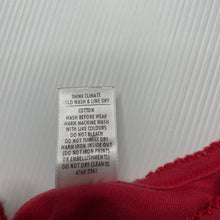 THINK CLIMATE
COLD WASH & LINE DRY
COTTON
WASH BEFORE WEAR
WARM MACHINE WASH
WITH LIKE COLOURS
DO NOT BLEACH
DO NOT TUMBLE DRY
WARM IRON INSIDE OUT
DO NOT IRON PRINT
OR EMBELLISHMENTS)
DO NOT DRY CLEAN